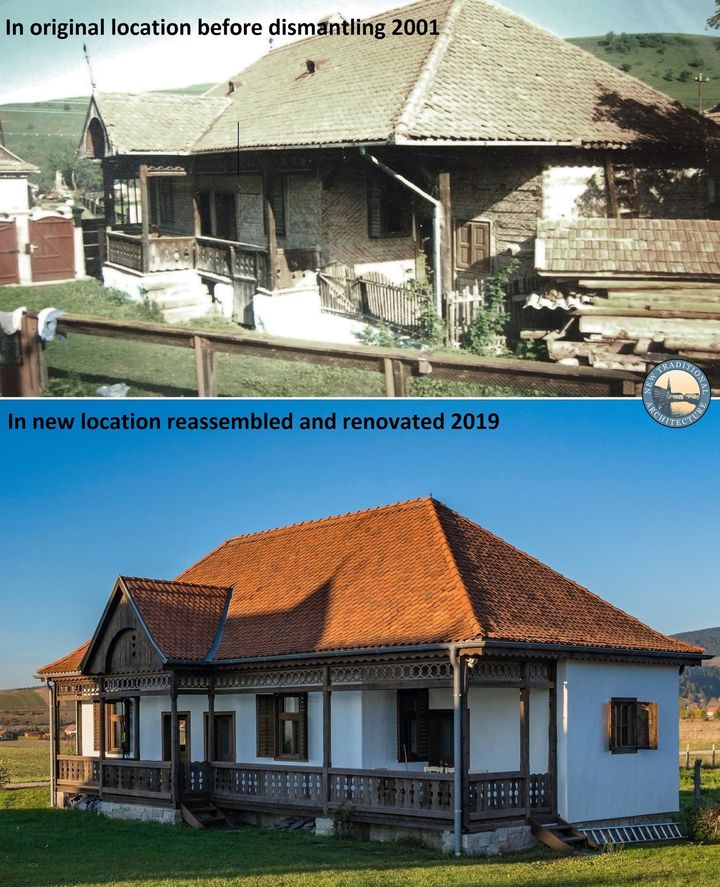 In original location before dismantling 2001
NEW TRADITIONAL
ARCHITECTURE
In new location reassembled and renovated 2019